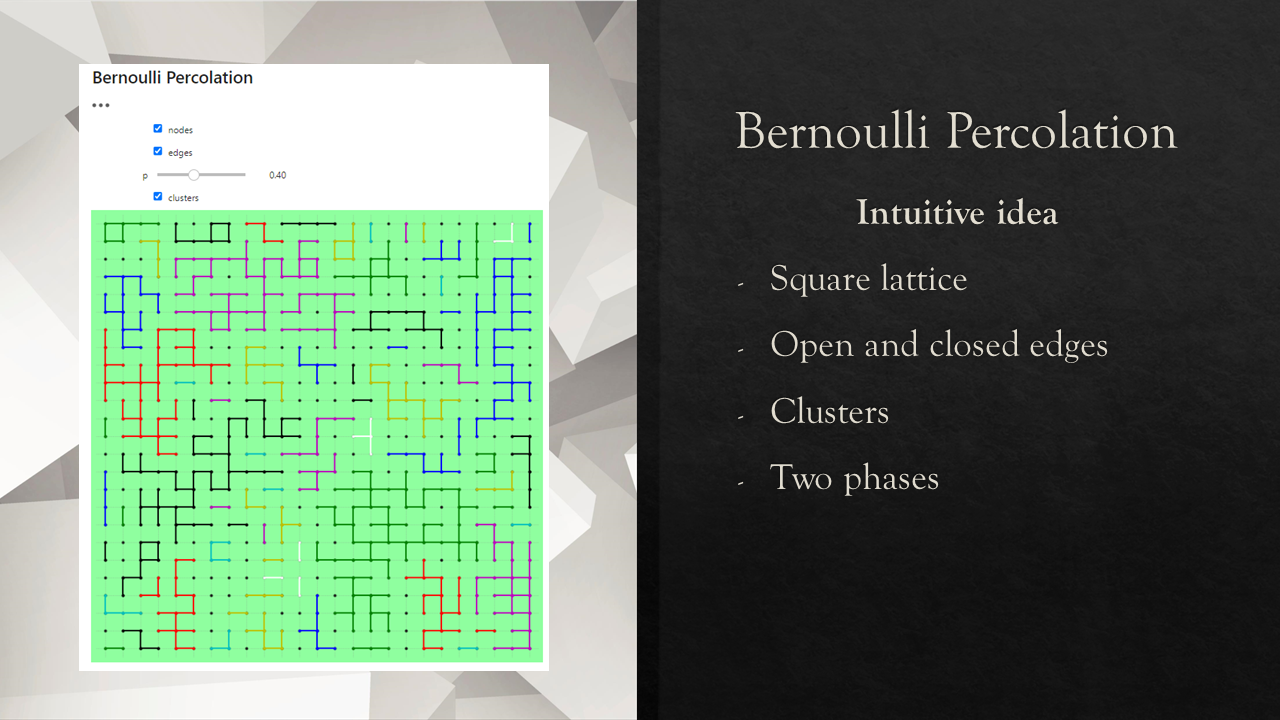 Bernoulli Percolation
•••
nodes
edges
p 0.40
clusters
Bernoulli Percolation
Intuitive idea
- Square lattice
- Open and closed edges
- Clusters
- Two phases